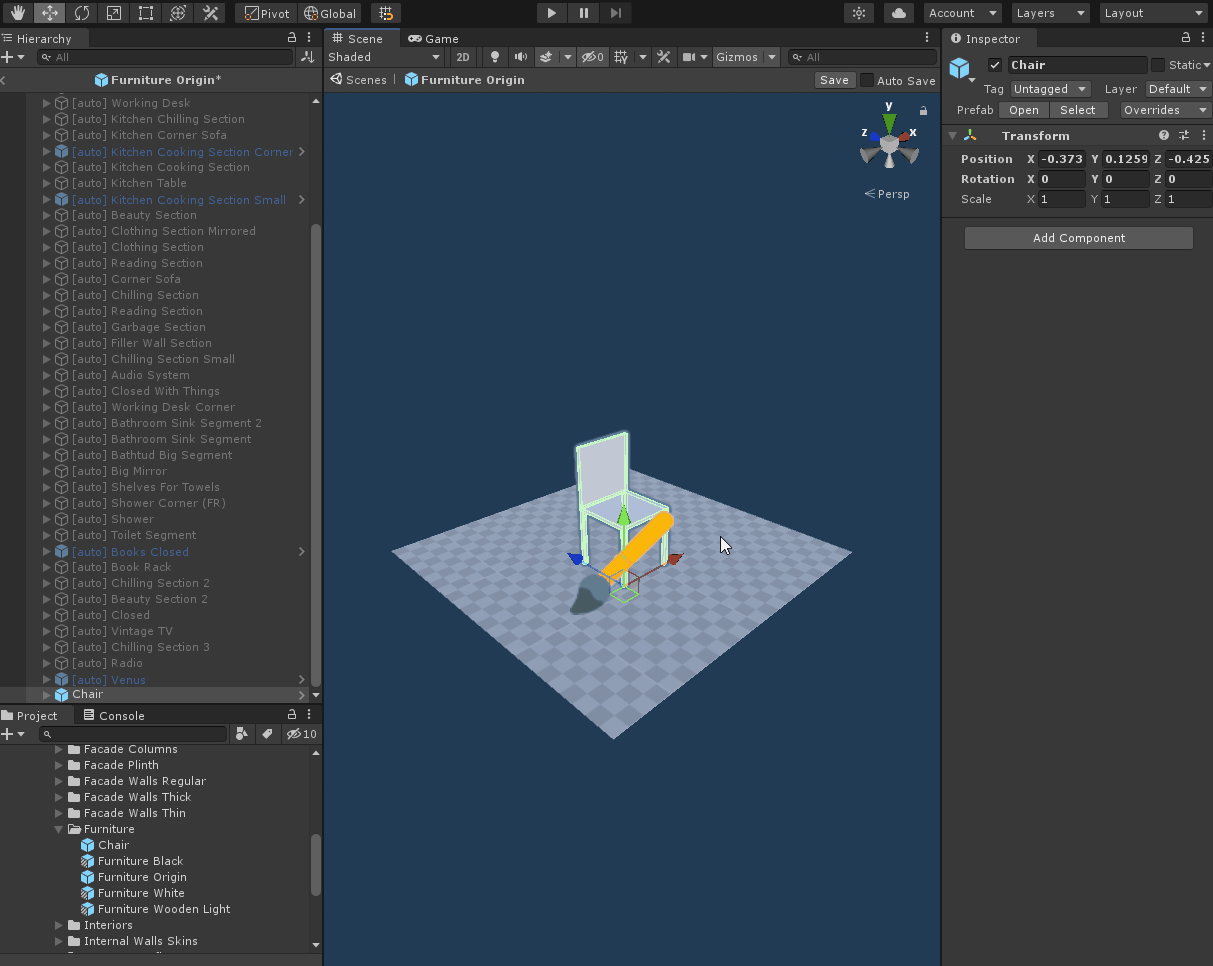 Pivot Global Account Layers Layout
Hierarchy
All
Furniture Origin*
[auto] Working Desk
[auto] Kitchen Chilling Section
[auto] Kitchen Corner Sofa
[auto] Kitchen Cooking Section Corner
[auto] Kitchen Cooking Section
[auto] Kitchen Table
[auto] Kitchen Cooking Section Small
[auto] Beauty Section
[auto] Clothing Section Mirrored
[auto] Clothing Section
[auto] Reading Section
[auto] Corner Sofa
[auto] Chilling Section
[auto] Reading Section
[auto] Garbage Section
[auto] Filler Wall Section
[auto] Chilling Section Small
[auto] Audio System
[auto] Closed With Things
[auto] Working Desk Corner
[auto] Bathroom Sink Segment 2
[auto] Bathroom Sink Segment
[auto] Bathtud Big Segment
[auto] Big Mirror
[auto] Shelves For Towels
[auto] Shower Corner (FR)
[auto] Shower
[auto] Toilet Segment
[auto] Books Closed
[auto] Book Rack
[auto] Chilling Section 2
[auto] Beauty Section 2
[auto] Closed
[auto] Vintage TV
[auto] Chilling Section 3
[auto] Radio
[auto] Venus
Chair
Project Console
10
Facade Columns
Facade Plinth
Facade Walls Regular
Facade Walls Thick
Facade Walls Thin
Furniture
Chair
Furniture Black
Furniture Origin
Furniture White
Furniture Wooden Light
Interiors
Internal Walls Skins
Scene Game
Shaded 2D 0 Gizmos All
Scenes Furniture Origin Save Auto Save
y
z x
Persp
Inspector
Chair Static
Tag Untagged Layer Default
Prefab Open Select Overrides
Transform
Position X -0.373 Y 0.1259 Z -0.425
Rotation X 0 Y 0 Z 0
Scale X 1 Y 1 Z 1
Add Component